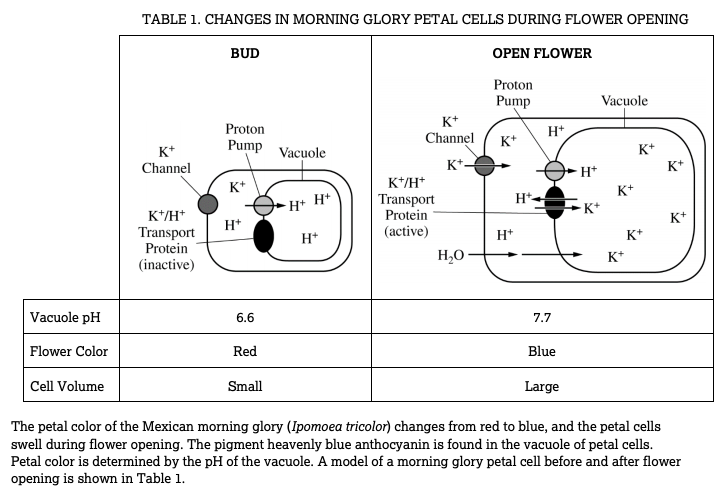 TABLE 1. CHANGES IN MORNING GLORY PETAL CELLS DURING FLOWER OPENING
BUD
OPEN FLOWER
K+
Channel
Proton
Pump
Vacuole
K+
H+
H+
H+
H+
K+/H+
Transport
Protein
(inactive)
Proton
Pump
Vacuole
K+
Channel
K+
K+
H+
H+
K+
K+
K+
K+
K+
K+
K+
H+
H+
K+/H+
Transport
Protein
(active)
H2O
Vacuole pH 6.6 7.7
Flower Color Red Blue
Cell Volume Small Large
The petal color of the Mexican morning glory (Ipomoea tricolor) changes from red to blue, and the petal cells
swell during flower opening. The pigment heavenly blue anthocyanin is found in the vacuole of petal cells.
Petal color is determined by the pH of the vacuole. A model of a morning glory petal cell before and after flower
opening is shown in Table 1.